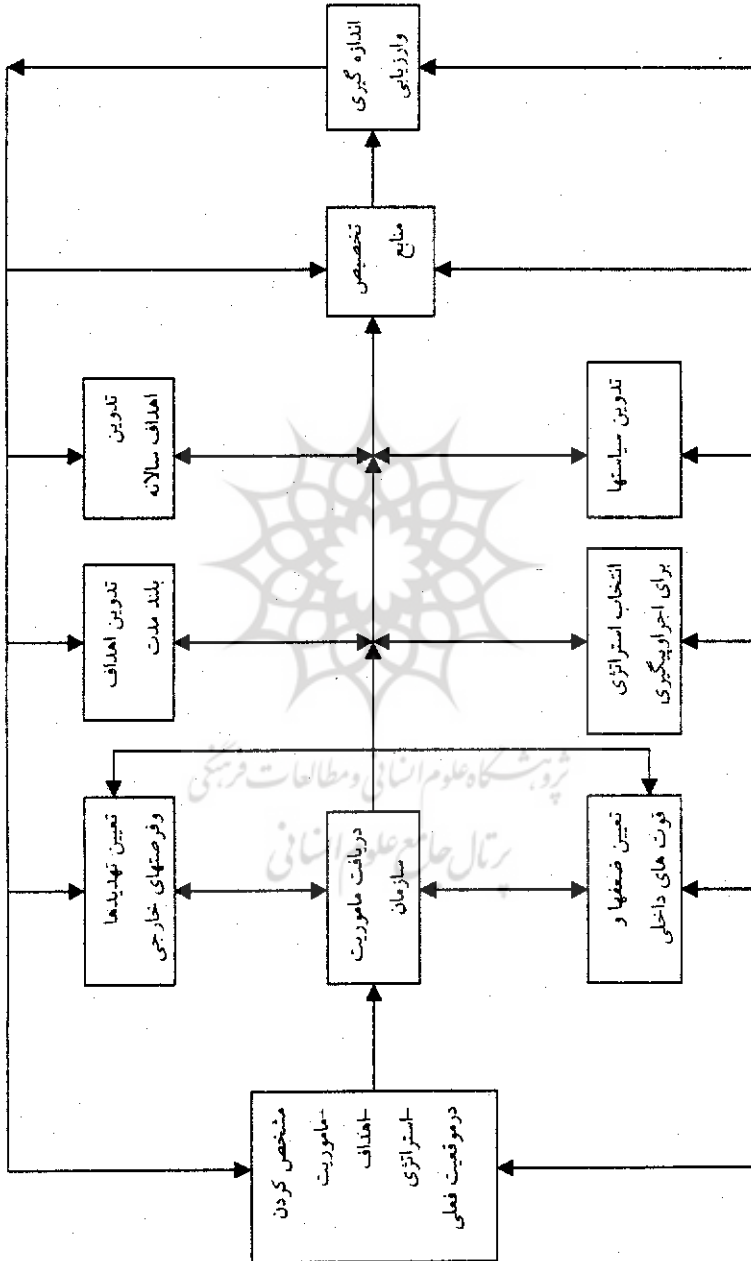 مشخص کردن
-ماموریت
-اهداف
-استراتژی
درموقعیت فعلی
تعیین تهدیدها
وفرصتهای خارجی
دریافت ماموریت
سازمان
تعیین ضعفها و
قوت های داخلی
تدوین اهداف
بلند مدت
انتخاب استراتژی
برای اجراوپیگیری
تدوین
اهداف سالانه
تدوین سیاستها
تخصیص
منابع
اندازه گیری
وارزیابی
پژوهشگاه علوم انسانی و مطالعات فرهنگی
پرتال جامع علوم انسانی